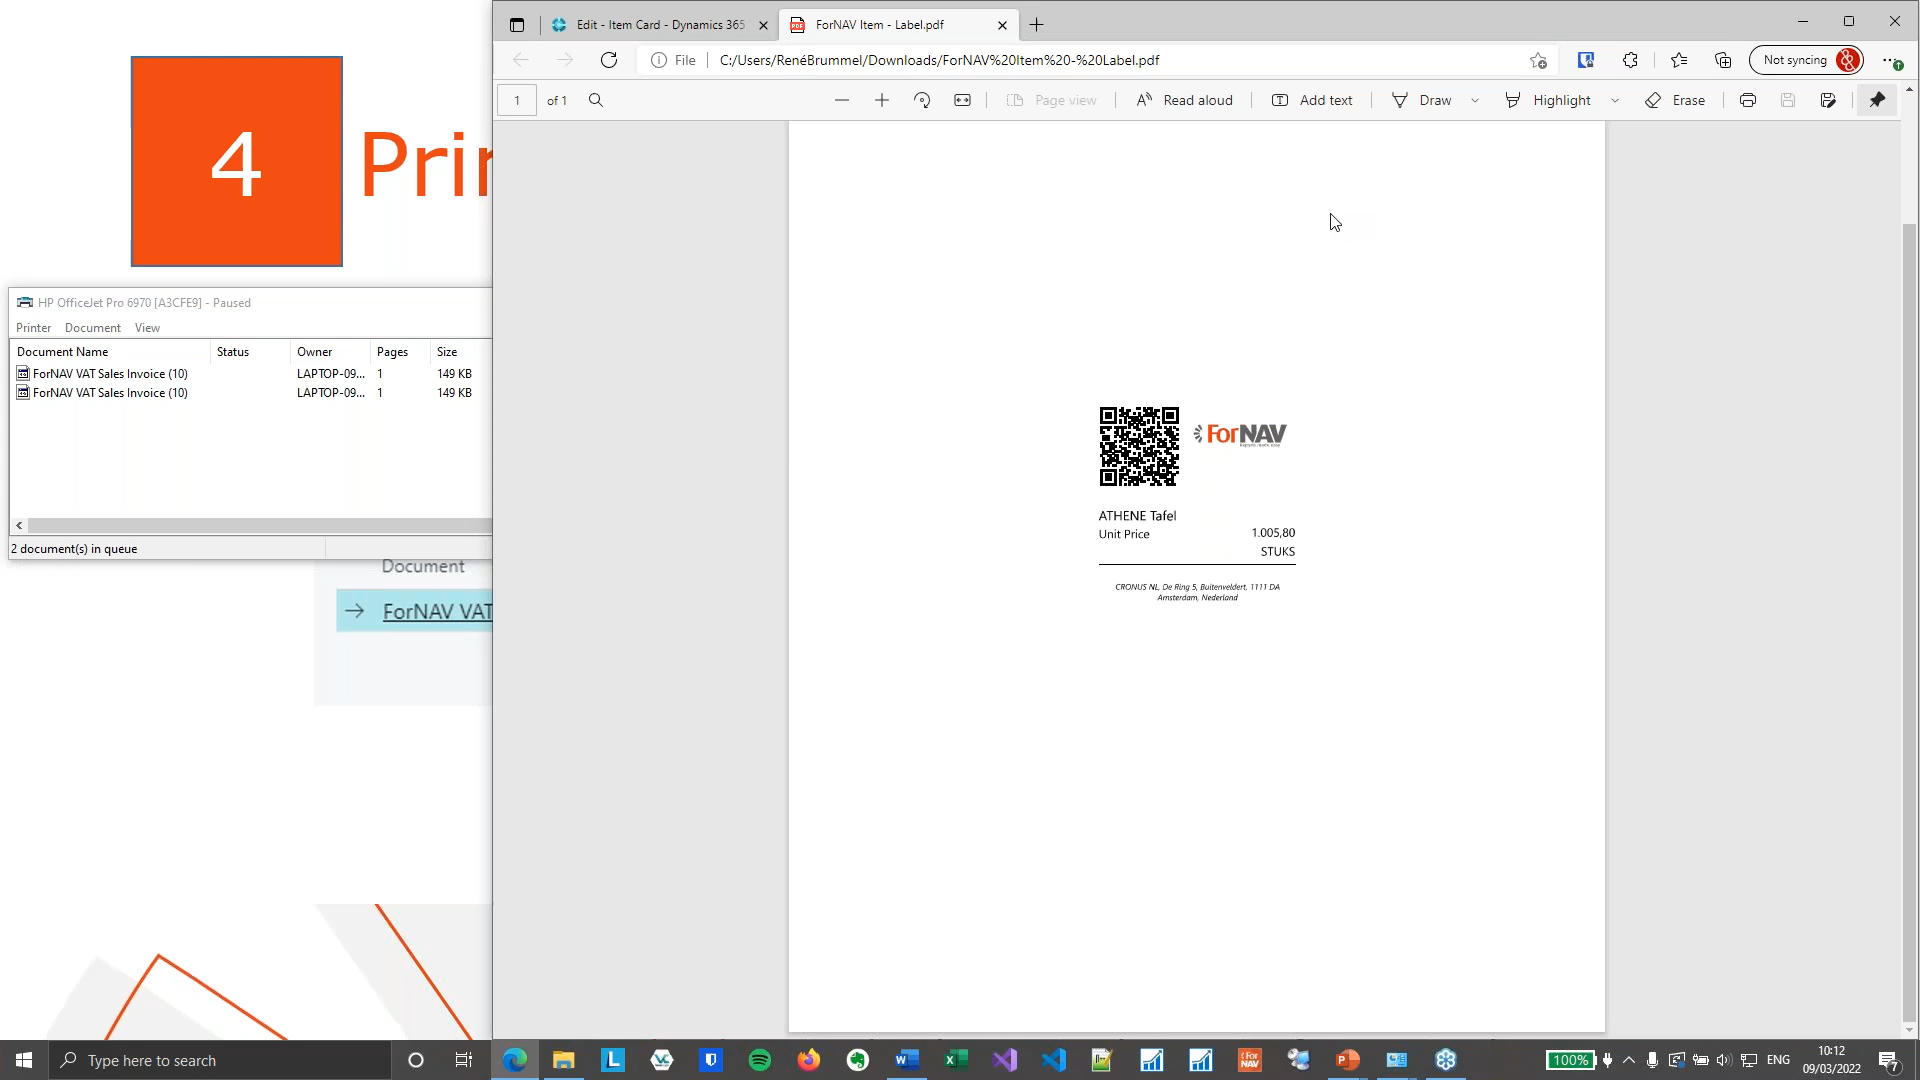 4 Prin
HP OfficeJet Pro 6970 [A3CFE9] - Paused
Printer Document View
Document Name Status Owner Pages Size
ForNAV VAT Sales Invoice (10) LAPTOP-09... 1 149 KB
ForNAV VAT Sales Invoice (10) LAPTOP-09... 1 149 KB
2 document(s) in queue
Document
ForNAV VAT
Edit - Item Card - Dynamics 365
ForNAV Item - Label.pdf
File C:/Users/RenéBrummel/Downloads/ForNAV%20Item%20-%20Label.pdf
Not syncing
1 of 1 Page view Read aloud Add text Draw Highlight Erase
ForNAV
ATHENE Tafel
Unit Price 1.005,80
STUKS
CRONUS NL, De Ring 5, Buitenveldert, 1111 DA
Amsterdam, Nederland
Type here to search
100% ENG
10:12
09/03/2022
7